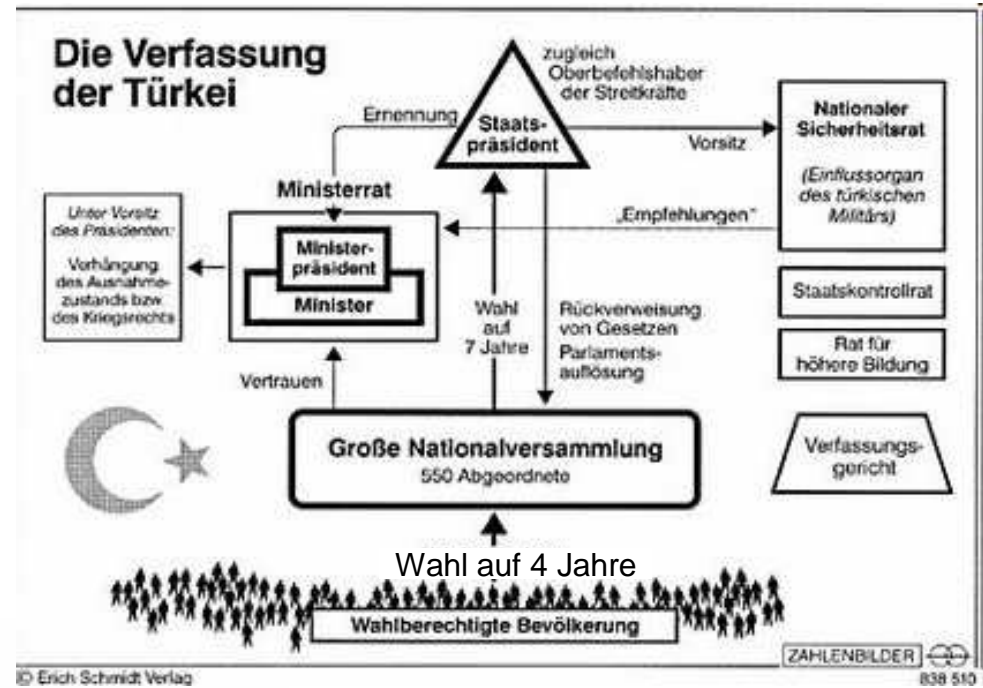 Die Verfassung
der Türkei
zugleich
Oberbefehlshaber
der Streitkräfte
Ernennung
Staats-
präsident
Vorsitz
Nationaler
Sicherheitsrat
(Einflussorgan
des türkischen
Militärs)
Ministerrat
„Empfehlungen“
Unter Vorsitz
des Präsidenten:
Verhängung
des Ausnahme-
zustands bzw.
des Kriegsrechts
Minister-
präsident
Minister
Wahl
auf
7 Jahre
Rückverweisung
von Gesetzen
Parlaments-
auflösung
Staatskontrollrat
Rat für
höhere Bildung
Vertrauen
Große Nationalversammlung
550 Abgeordnete
Verfassungs-
gericht
Wahl auf 4 Jahre
Wahlberechtigte Bevölkerung
ZAHLENBILDER
© Erich Schmidt Verlag
838 510